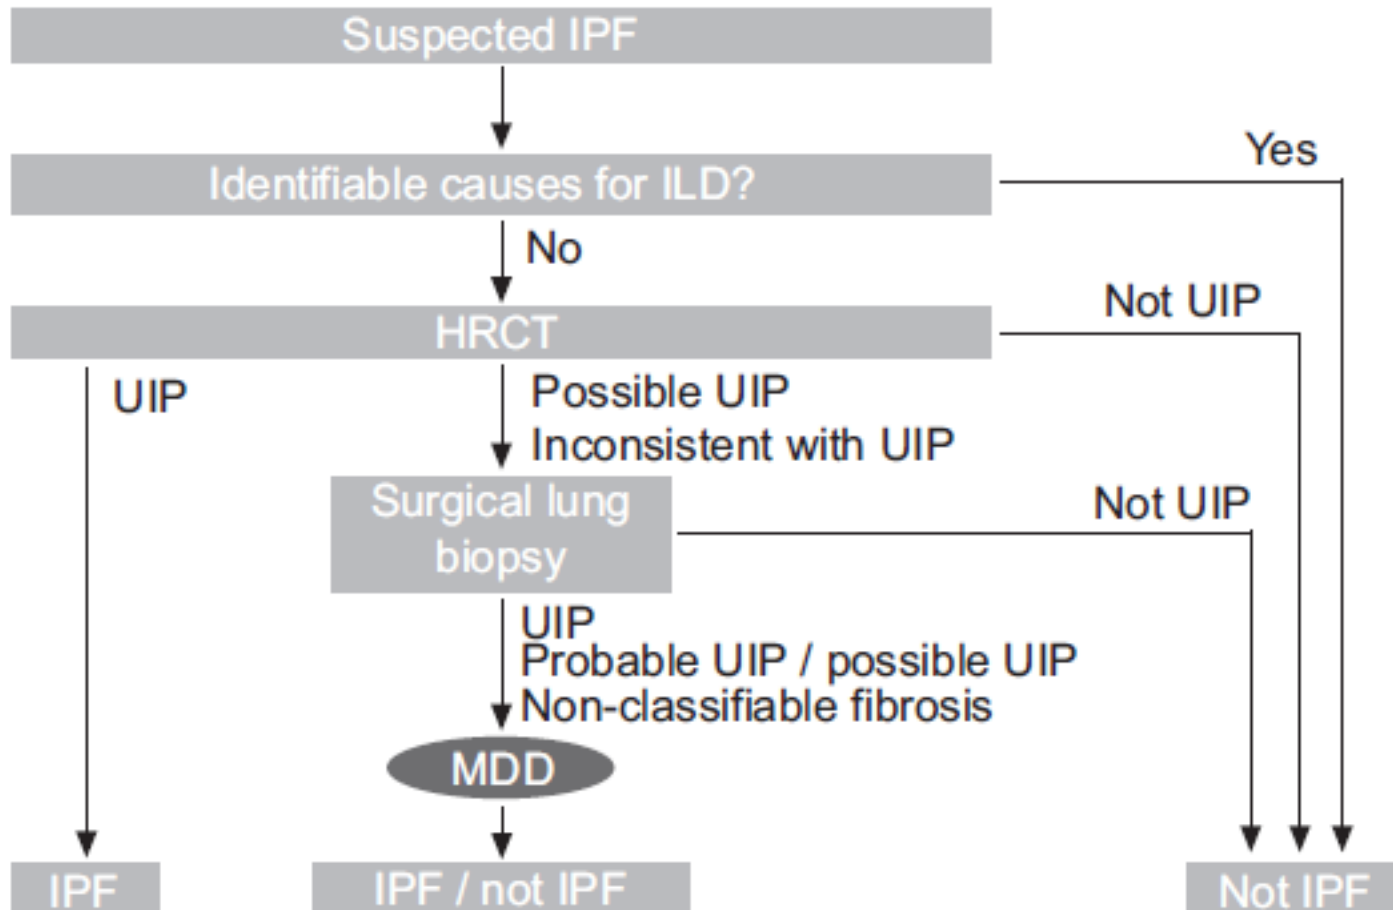 Suspected IPF
Identifiable causes for ILD?
Yes
No
HRCT
Not UIP
UIP
Possible UIP
Inconsistent with UIP
Surgical lung
biopsy
Not UIP
UIP
Probable UIP / possible UIP
Non-classifiable fibrosis
MDD
IPF
IPF / not IPF
Not IPF